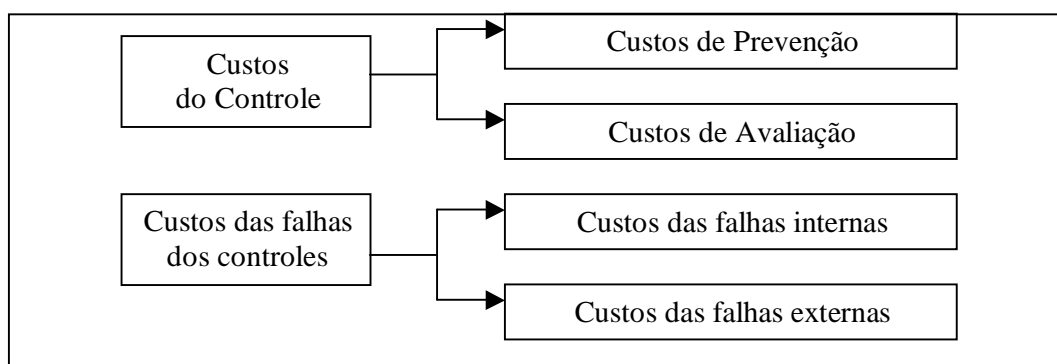 Custos
do Controle
Custos de Prevenção
Custos de Avaliação
Custos das falhas
dos controles
Custos das falhas internas
Custos das falhas externas